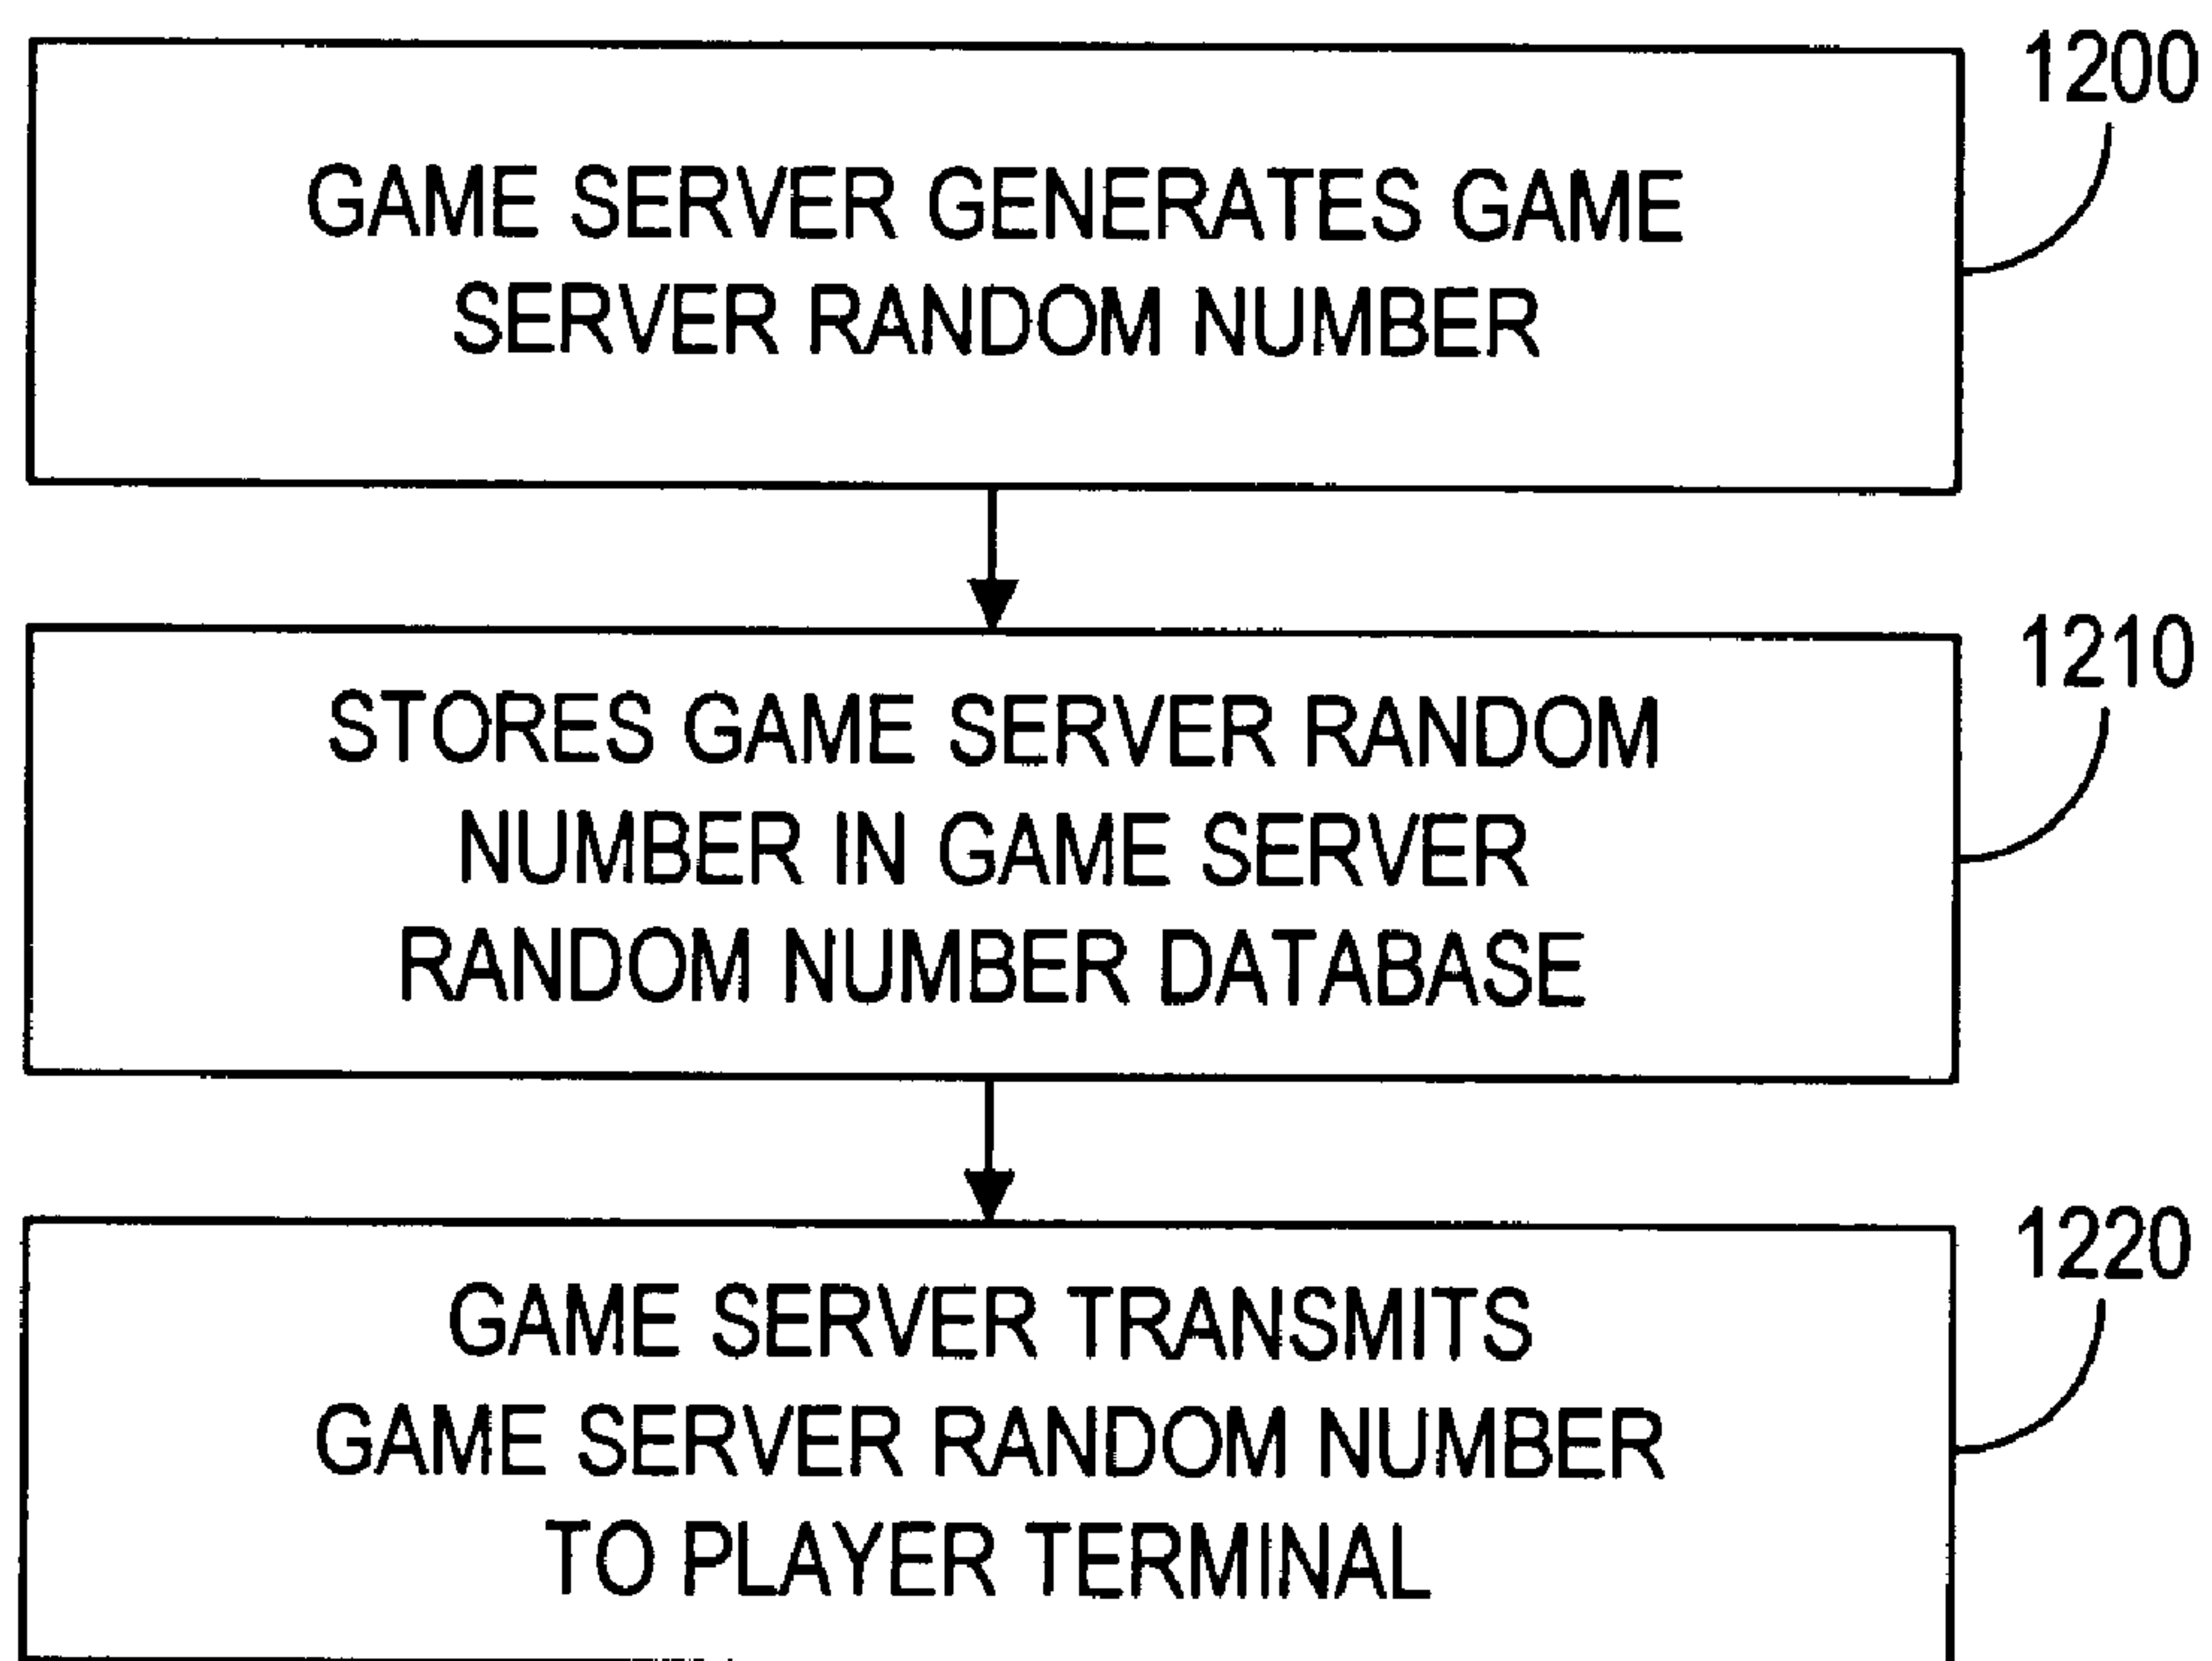 1200
GAME SERVER GENERATES GAME
SERVER RANDOM NUMBER
1210
STORES GAME SERVER RANDOM
NUMBER IN GAME SERVER
RANDOM NUMBER DATABASE
1220
GAME SERVER TRANSMITS
GAME SERVER RANDOM NUMBER
TO PLAYER TERMINAL